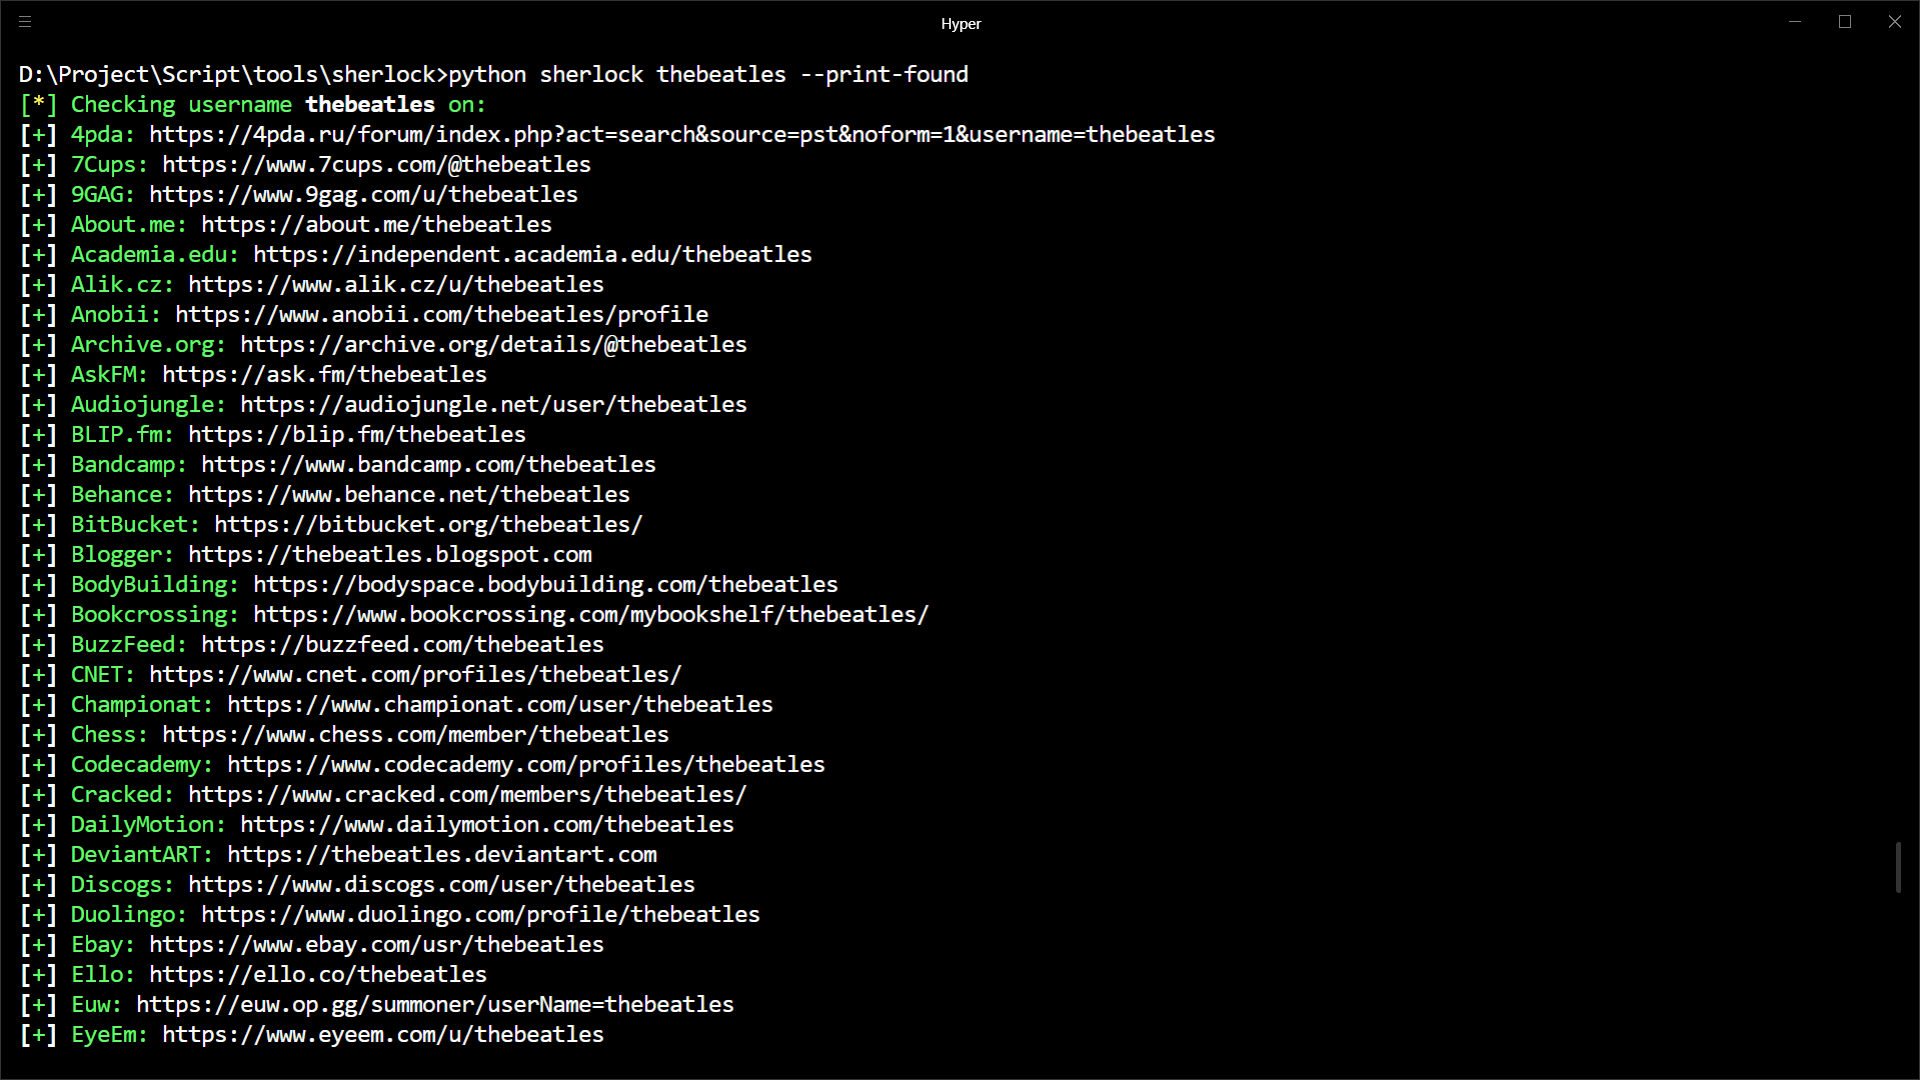 Hyper
D:\Project\Script\tools\sherlock>python sherlock thebeatles --print-found
[*] Checking username thebeatles on:
[+] 4pda: https://4pda.ru/forum/index.php?act=search&source=pst&noform=1&username=thebeatles
[+] 7Cups: https://www.7cups.com/@thebeatles
[+] 9GAG: https://www.9gag.com/u/thebeatles
[+] About.me: https://about.me/thebeatles
[+] Academia.edu: https://independent.academia.edu/thebeatles
[+] Alik.cz: https://www.alik.cz/u/thebeatles
[+] Anobii: https://www.anobii.com/thebeatles/profile
[+] Archive.org: https://archive.org/details/@thebeatles
[+] AskFM: https://ask.fm/thebeatles
[+] Audiojungle: https://audiojungle.net/user/thebeatles
[+] BLIP.fm: https://blip.fm/thebeatles
[+] Bandcamp: https://www.bandcamp.com/thebeatles
[+] Behance: https://www.behance.net/thebeatles
[+] BitBucket: https://bitbucket.org/thebeatles/
[+] Blogger: https://thebeatles.blogspot.com
[+] BodyBuilding: https://bodyspace.bodybuilding.com/thebeatles
[+] Bookcrossing: https://www.bookcrossing.com/mybookshelf/thebeatles/
[+] BuzzFeed: https://buzzfeed.com/thebeatles
[+] CNET: https://www.cnet.com/profiles/thebeatles/
[+] Championat: https://www.championat.com/user/thebeatles
[+] Chess: https://www.chess.com/member/thebeatles
[+] Codecademy: https://www.codecademy.com/profiles/thebeatles
[+] Cracked: https://www.cracked.com/members/thebeatles/
[+] DailyMotion: https://www.dailymotion.com/thebeatles
[+] DeviantART: https://thebeatles.deviantart.com
[+] Discogs: https://www.discogs.com/user/thebeatles
[+] Duolingo: https://www.duolingo.com/profile/thebeatles
[+] Ebay: https://www.ebay.com/usr/thebeatles
[+] Ello: https://ello.co/thebeatles
[+] Euw: https://euw.op.gg/summoner/userName=thebeatles
[+] EyeEm: https://www.eyeem.com/u/thebeatles